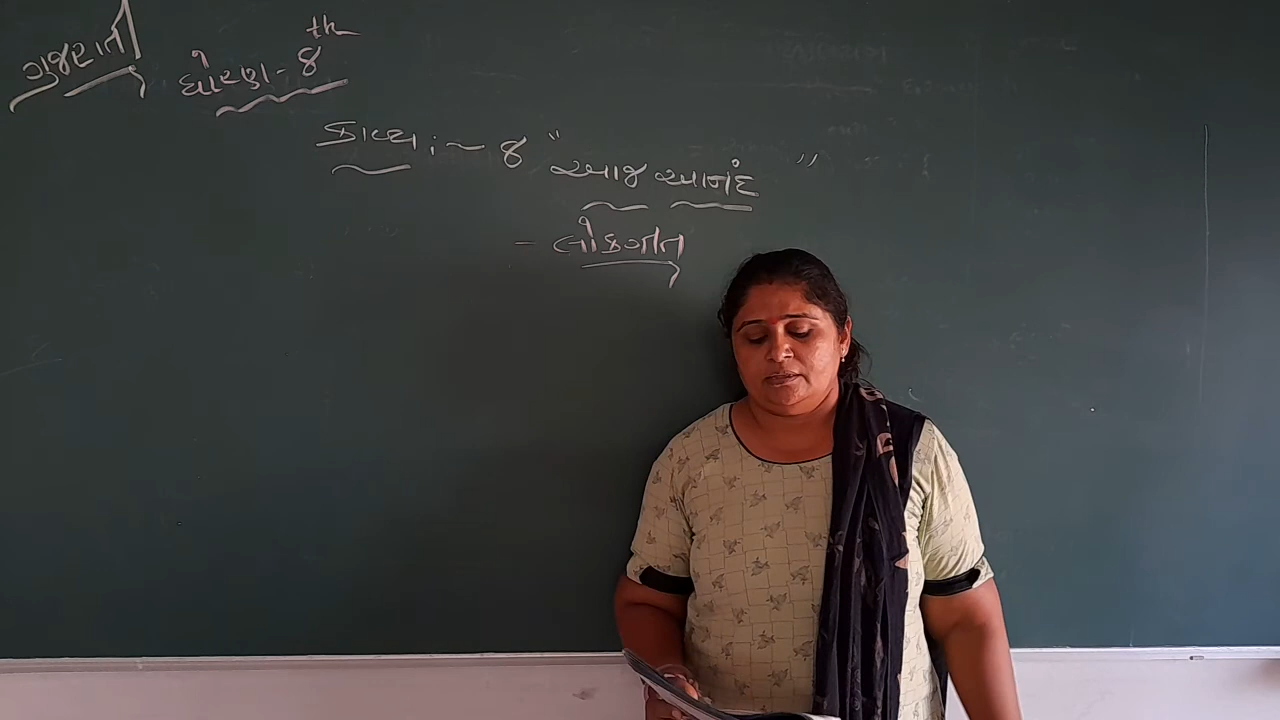 ગુજરાતી
ધોરણ - 8th
કાવ્ય :- 8 " આજ આનંદ "
- લોકગીત